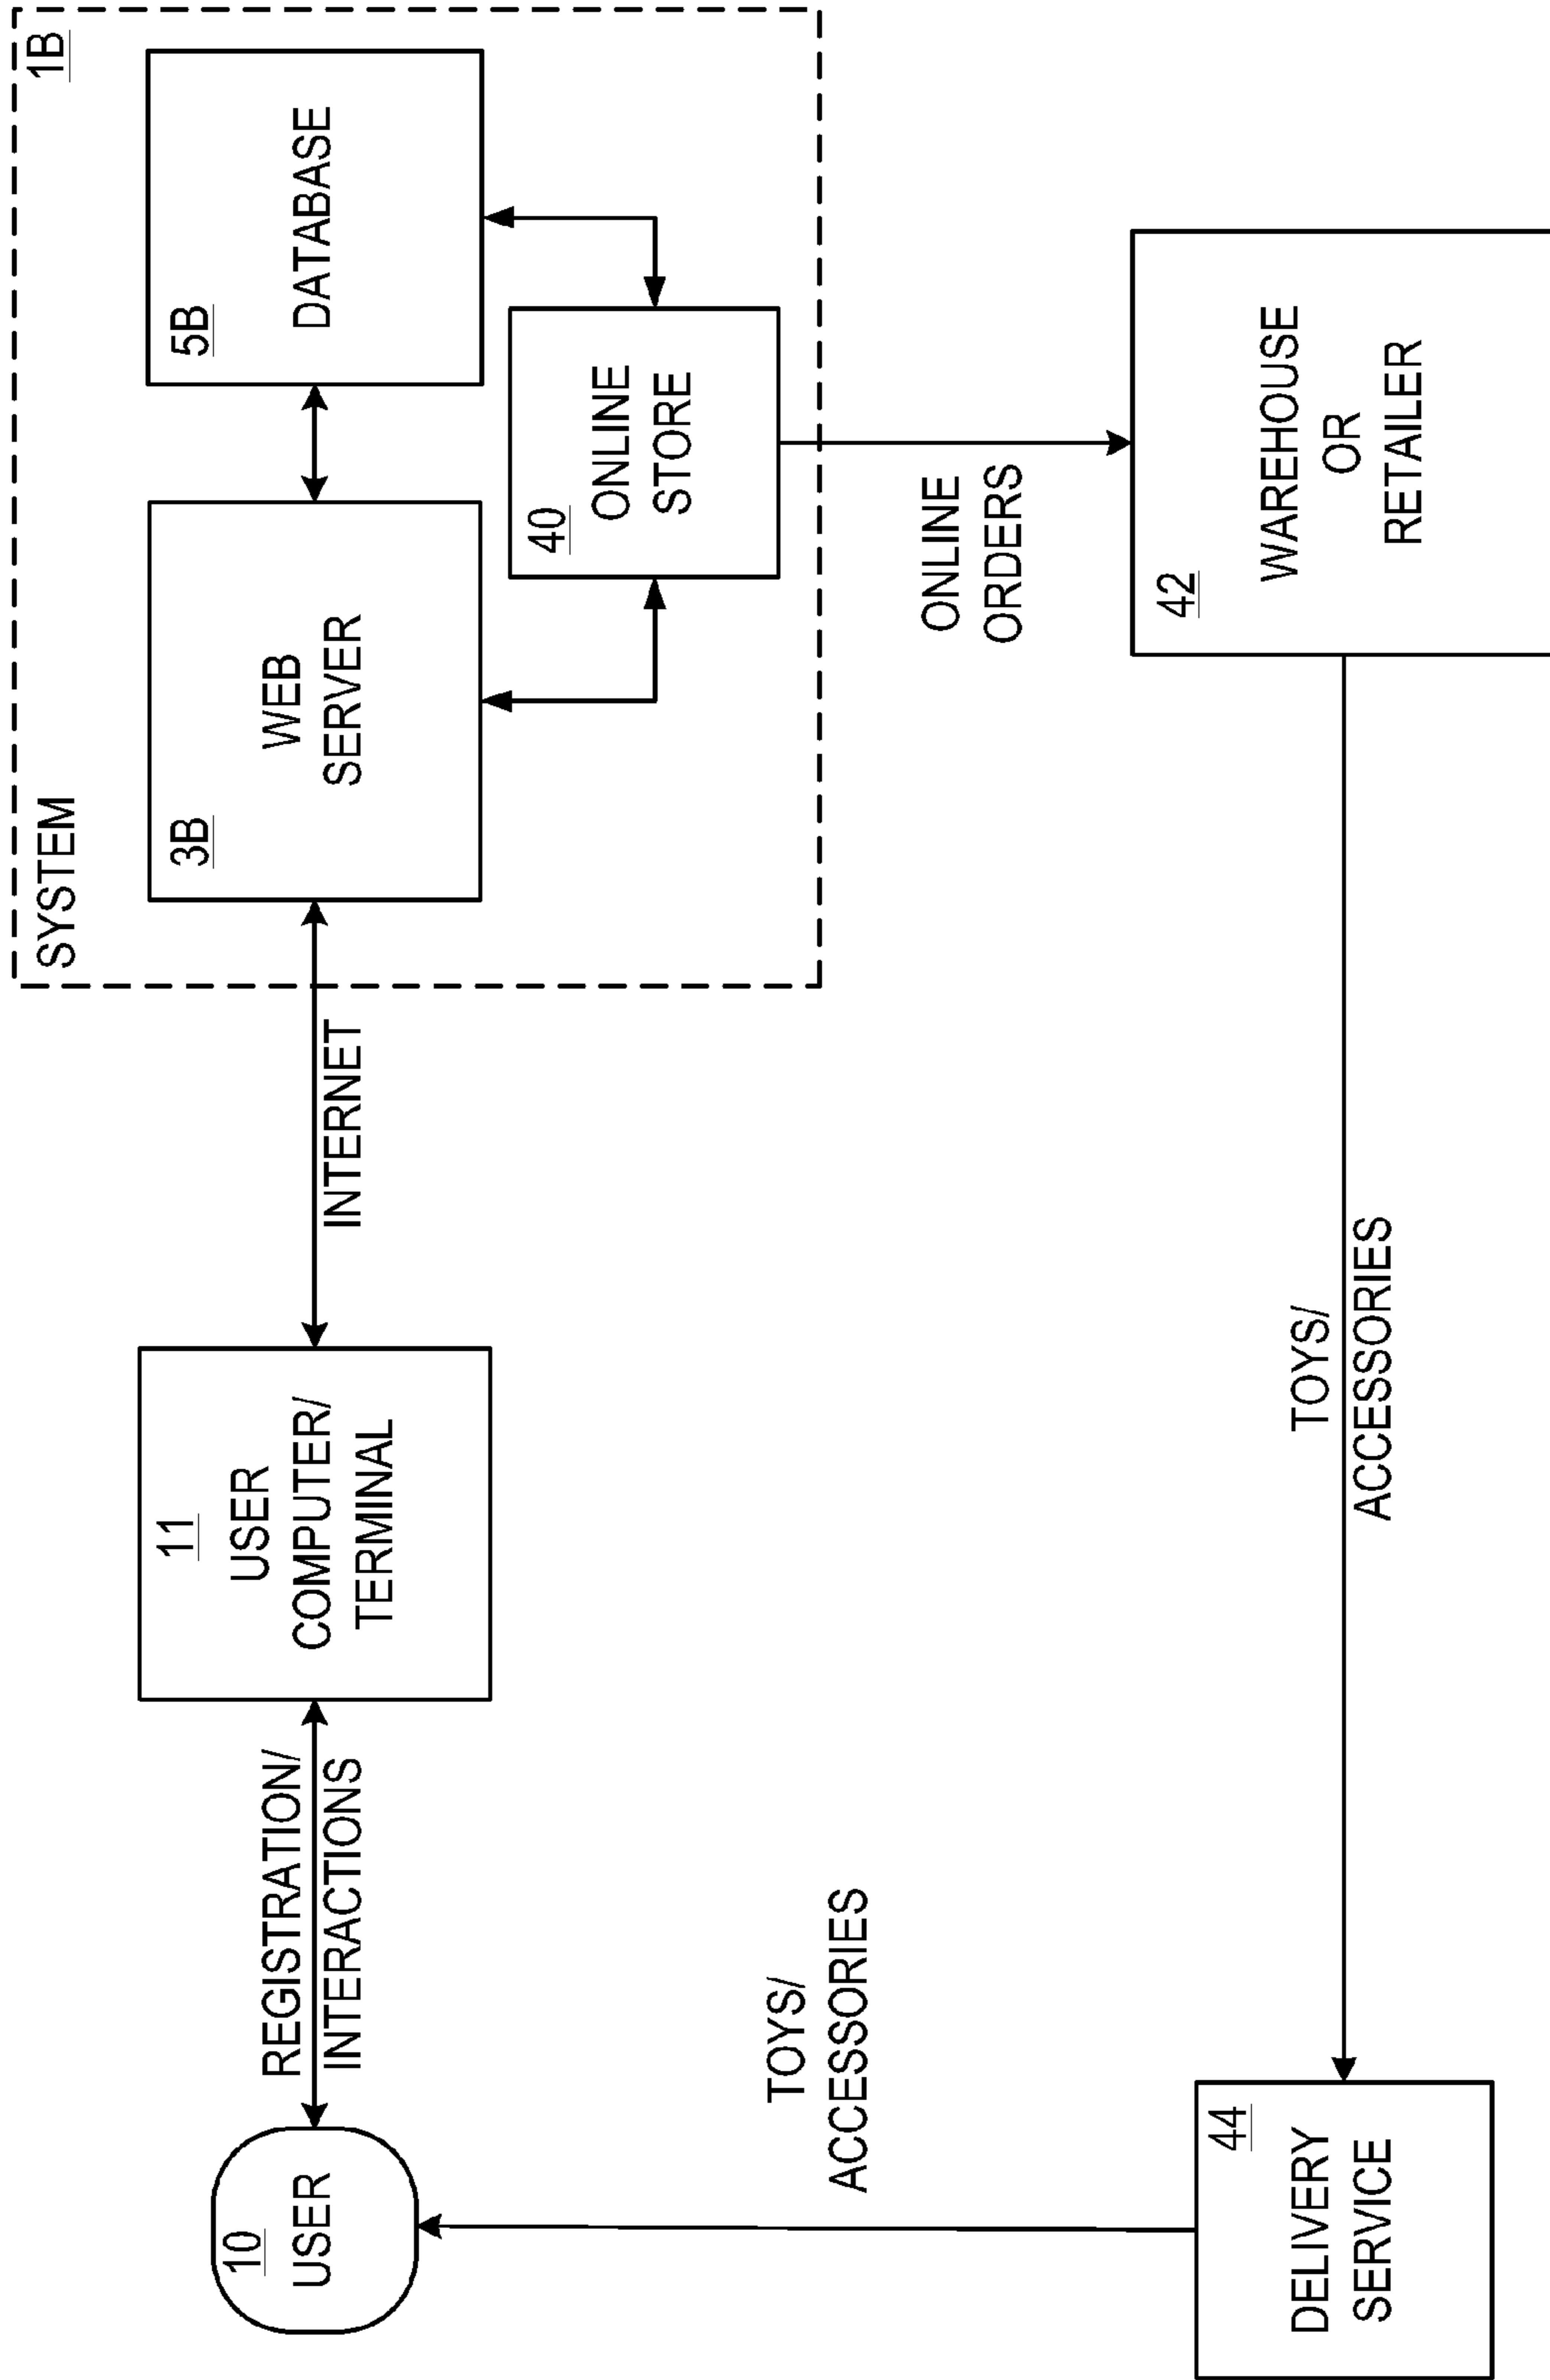 SYSTEM
1B
10
USER
REGISTRATION/
INTERACTIONS
11
USER
COMPUTER/
TERMINAL
INTERNET
3B
WEB
SERVER
5B
DATABASE
40
ONLINE
STORE
TOYS/
ACCESSORIES
ONLINE
ORDERS
44
DELIVERY
SERVICE
TOYS/
ACCESSORIES
42
WAREHOUSE
OR
RETAILER